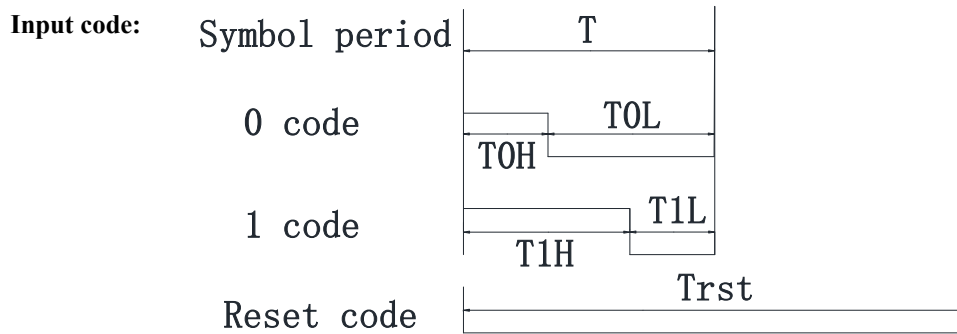 Input code:
Symbol period
T
0 code
T0H
T0L
1 code
T1H
T1L
Reset code
Trst